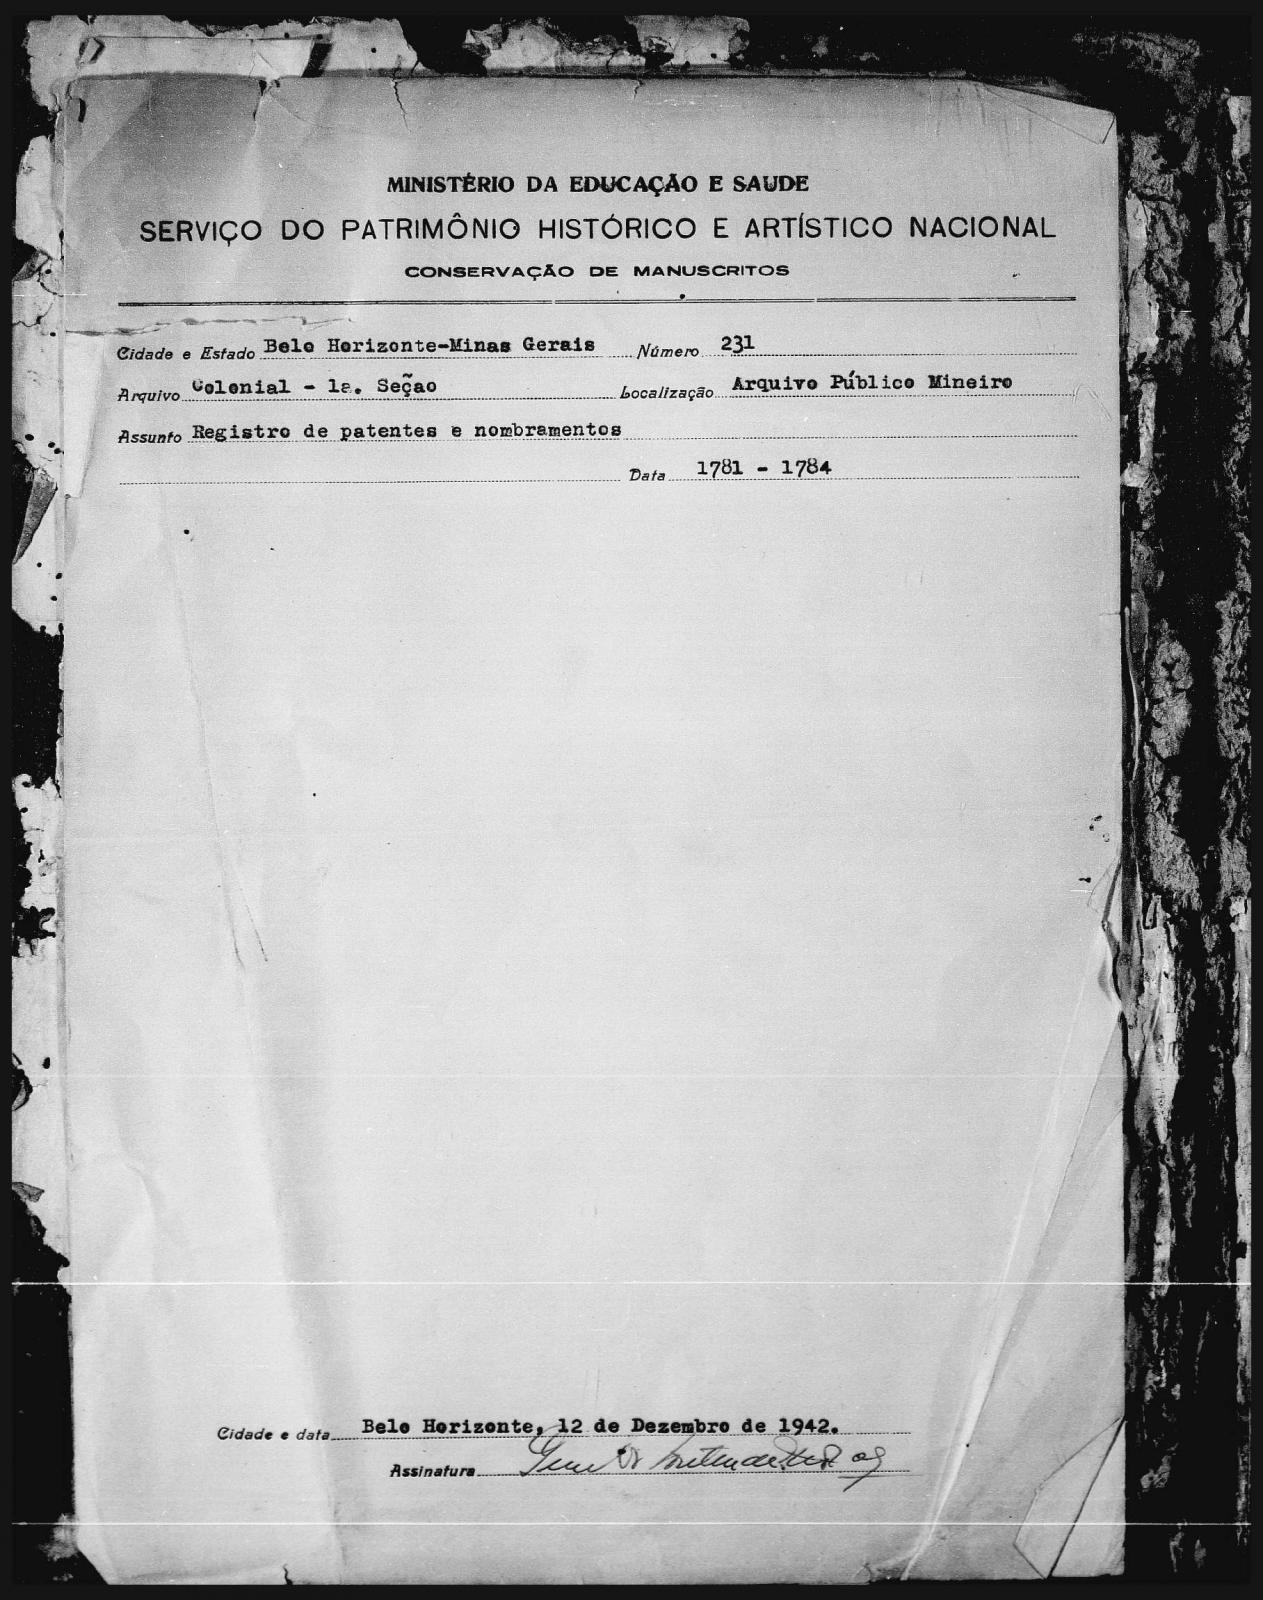 MINISTÉRIO DA EDUCAÇÃO E SAUDE
SERVIÇO DO PATRIMÔNIO HISTÓRICO E ARTÍSTICO NACIONAL
CONSERVAÇÃO DE MANUSCRITOS
Cidade e Estado Belo Horizonte-Minas Gerais Número 231
Arquivo Colonial - 1a. Seção Localização Arquivo Público Mineiro
Assunto Registro de patentes e nombramentos
Data 1781 - 1784
Cidade e data Belo Horizonte, 12 de Dezembro de 1942.
Assinatura